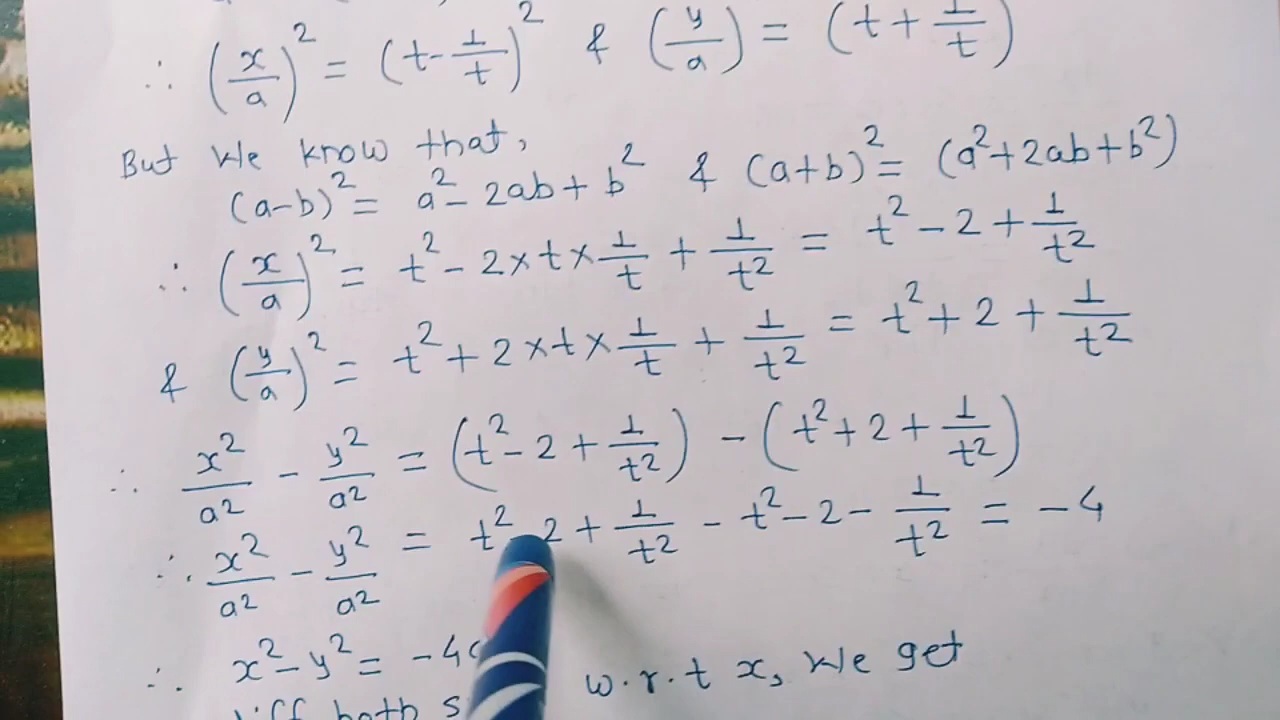 ∴ (x/a)² = (t - 1/t)² & (y/a) = (t + 1/t)
But We know that,
(a-b)² = a² - 2ab + b² & (a+b)² = (a² + 2ab + b²)
∴ (x/a)² = t² - 2×t×1/t + 1/t² = t² - 2 + 1/t²
& (y/a)² = t² + 2×t×1/t + 1/t² = t² + 2 + 1/t²
∴ x²/a² - y²/a² = (t² - 2 + 1/t²) - (t² + 2 + 1/t²)
∴ x²/a² - y²/a² = t² - 2 + 1/t² - t² - 2 - 1/t² = -4
∴ x² - y² = -4
diff both w.r.t x, We get